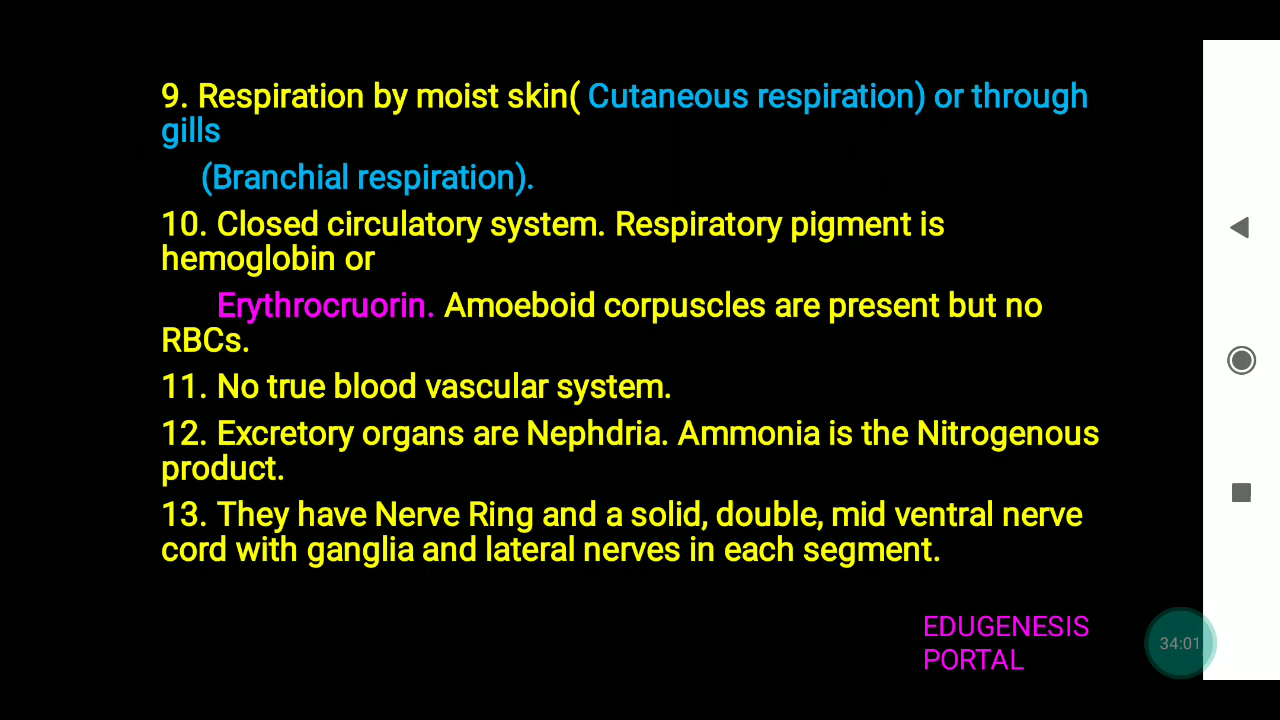 9. Respiration by moist skin( Cutaneous respiration) or through
gills
(Branchial respiration).
10. Closed circulatory system. Respiratory pigment is
hemoglobin or
Erythrocruorin. Amoeboid corpuscles are present but no
RBCs.
11. No true blood vascular system.
12. Excretory organs are Nephdria. Ammonia is the Nitrogenous
product.
13. They have Nerve Ring and a solid, double, mid ventral nerve
cord with ganglia and lateral nerves in each segment.
EDUGENESIS
PORTAL
34:01